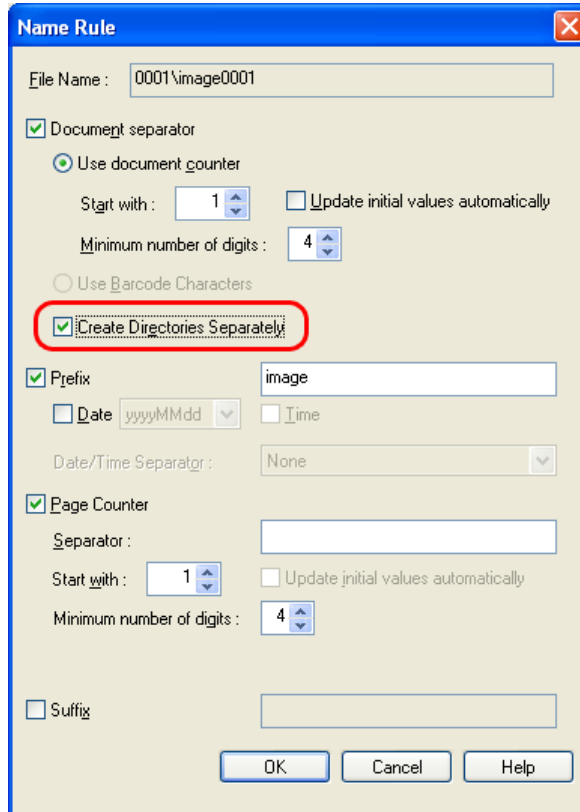 Name Rule
File Name : 0001\image0001
Document separator
Use document counter
Start with : 1 Update initial values automatically
Minimum number of digits : 4
Use Barcode Characters
Create Directories Separately
Prefix image
Date yyyyMMdd Time
Date/Time Separator : None
Page Counter
Separator :
Start with : 1 Update initial values automatically
Minimum number of digits : 4
Suffix
OK Cancel Help